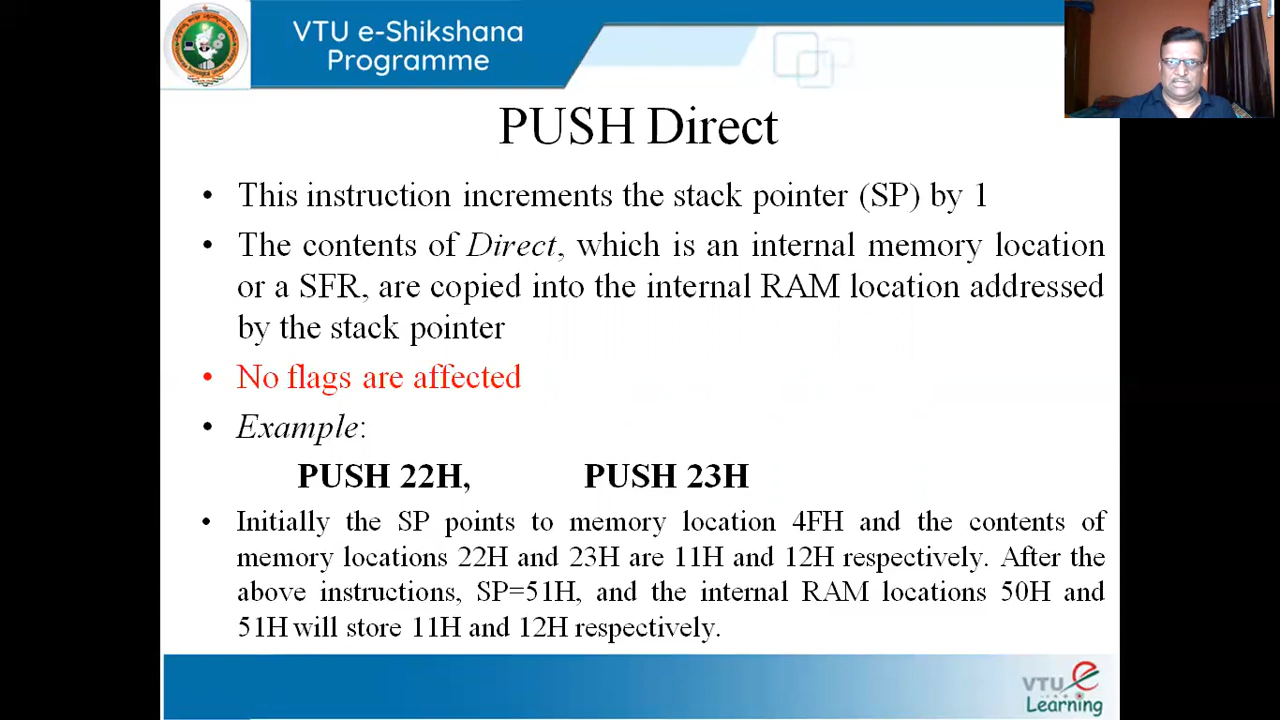 VTU e-Shikshana
Programme
PUSH Direct
• This instruction increments the stack pointer (SP) by 1
• The contents of Direct, which is an internal memory location
or a SFR, are copied into the internal RAM location addressed
by the stack pointer
• No flags are affected
• Example:
PUSH 22H, PUSH 23H
• Initially the SP points to memory location 4FH and the contents of
memory locations 22H and 23H are 11H and 12H respectively. After the
above instructions, SP=51H, and the internal RAM locations 50H and
51H will store 11H and 12H respectively.
VTU e
Learning